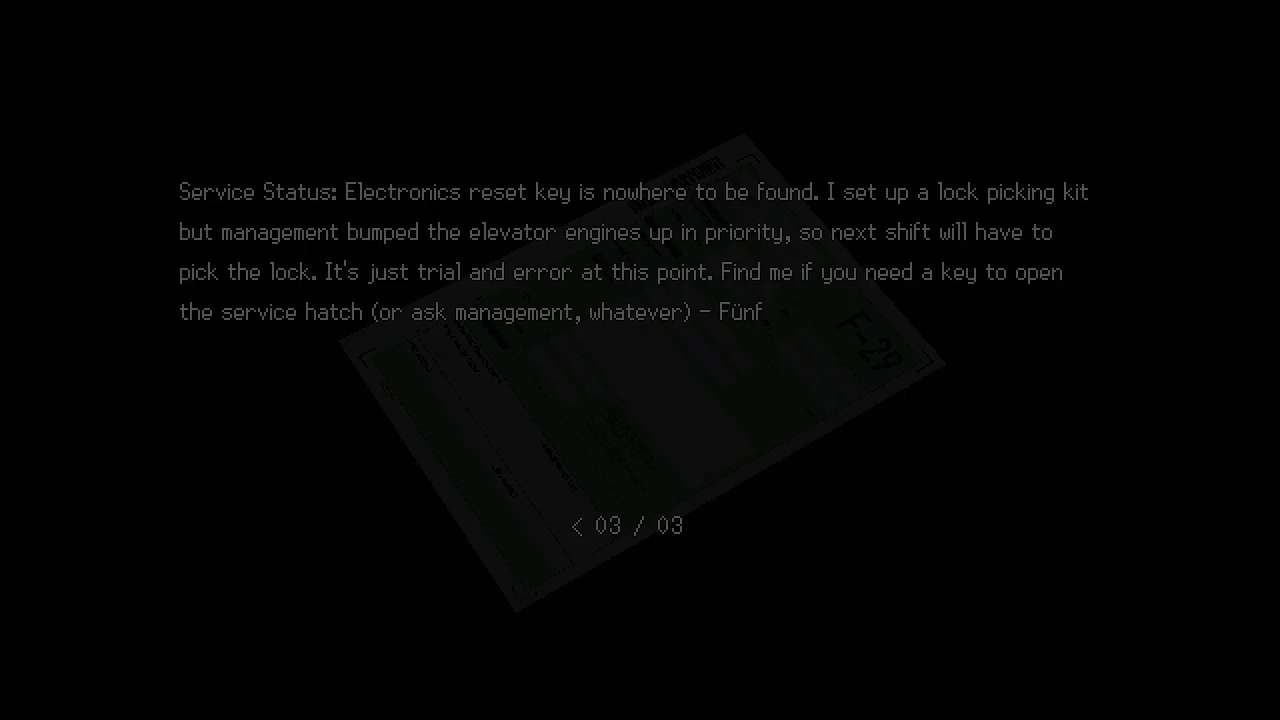 Service Status: Electronics reset key is nowhere to be found. I set up a lock picking kit
but management bumped the elevator engines up in priority, so next shift will have to
pick the lock. It's just trial and error at this point. Find me if you need a key to open
the service hatch (or ask management, whatever) - Fünf
F-29
< 03 / 03